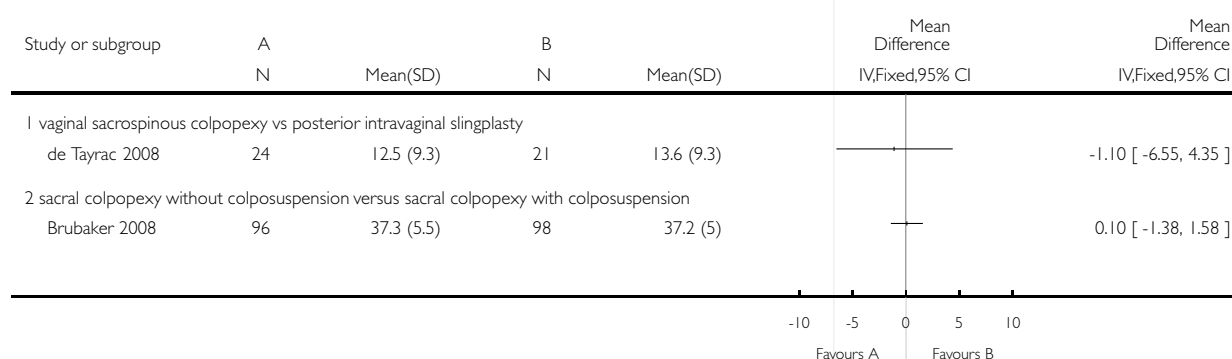 Mean Mean
Study or subgroup A B Difference Difference
N Mean(SD) N Mean(SD) IV,Fixed,95% CI IV,Fixed,95% CI
1 vaginal sacrospinous colpopexy vs posterior intravaginal slingplasty
de Tayrac 2008 24 12.5 (9.3) 21 13.6 (9.3) -1.10 [ -6.55, 4.35 ]
2 sacral colpopexy without colposuspension versus sacral colpopexy with colposuspension
Brubaker 2008 96 37.3 (5.5) 98 37.2 (5) 0.10 [ -1.38, 1.58 ]
-10 -5 0 5 10
Favours A Favours B